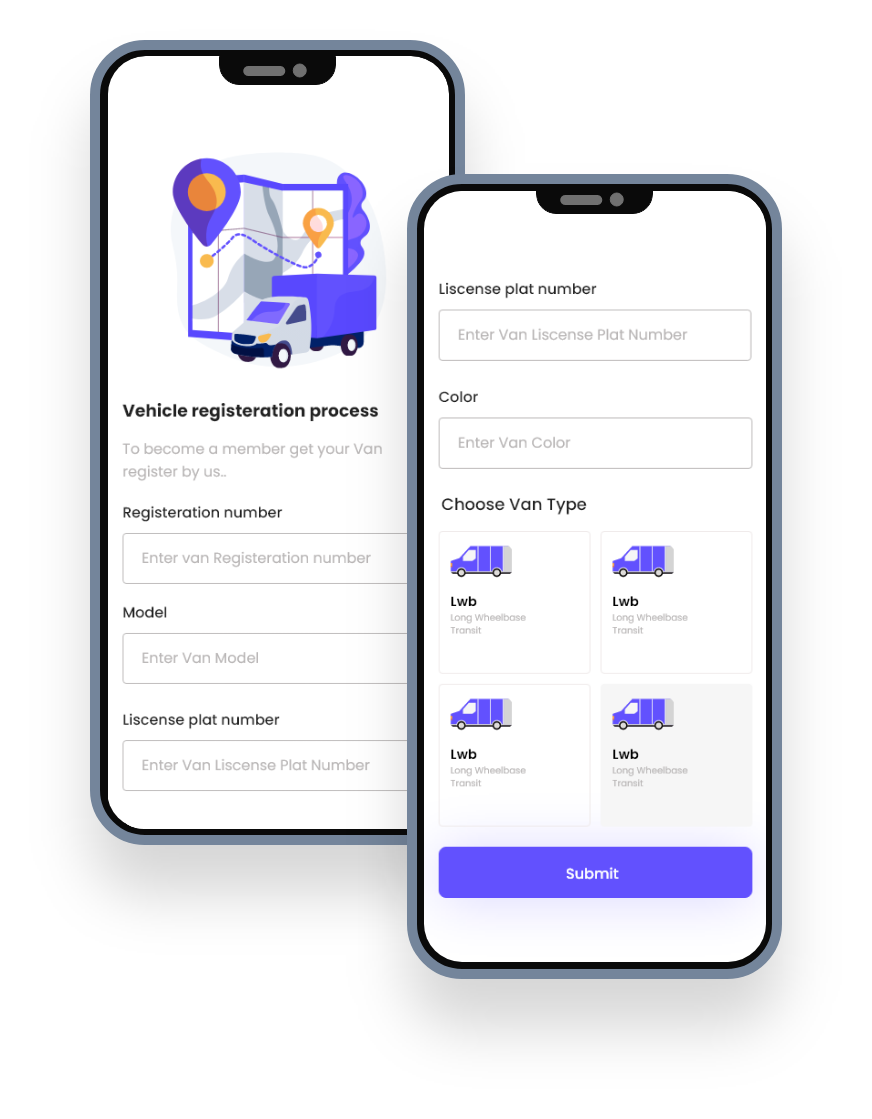 Vehicle registeration process
To become a member get your Van
register by us..
Registeration number
Enter van Registeration number
Model
Enter Van Model
Liscense plat number
Enter Van Liscense Plat Number
Liscense plat number
Enter Van Liscense Plat Number
Color
Enter Van Color
Choose Van Type
Lwb
Long Wheelbase
Transit
Lwb
Long Wheelbase
Transit
Lwb
Long Wheelbase
Transit
Lwb
Long Wheelbase
Transit
Submit